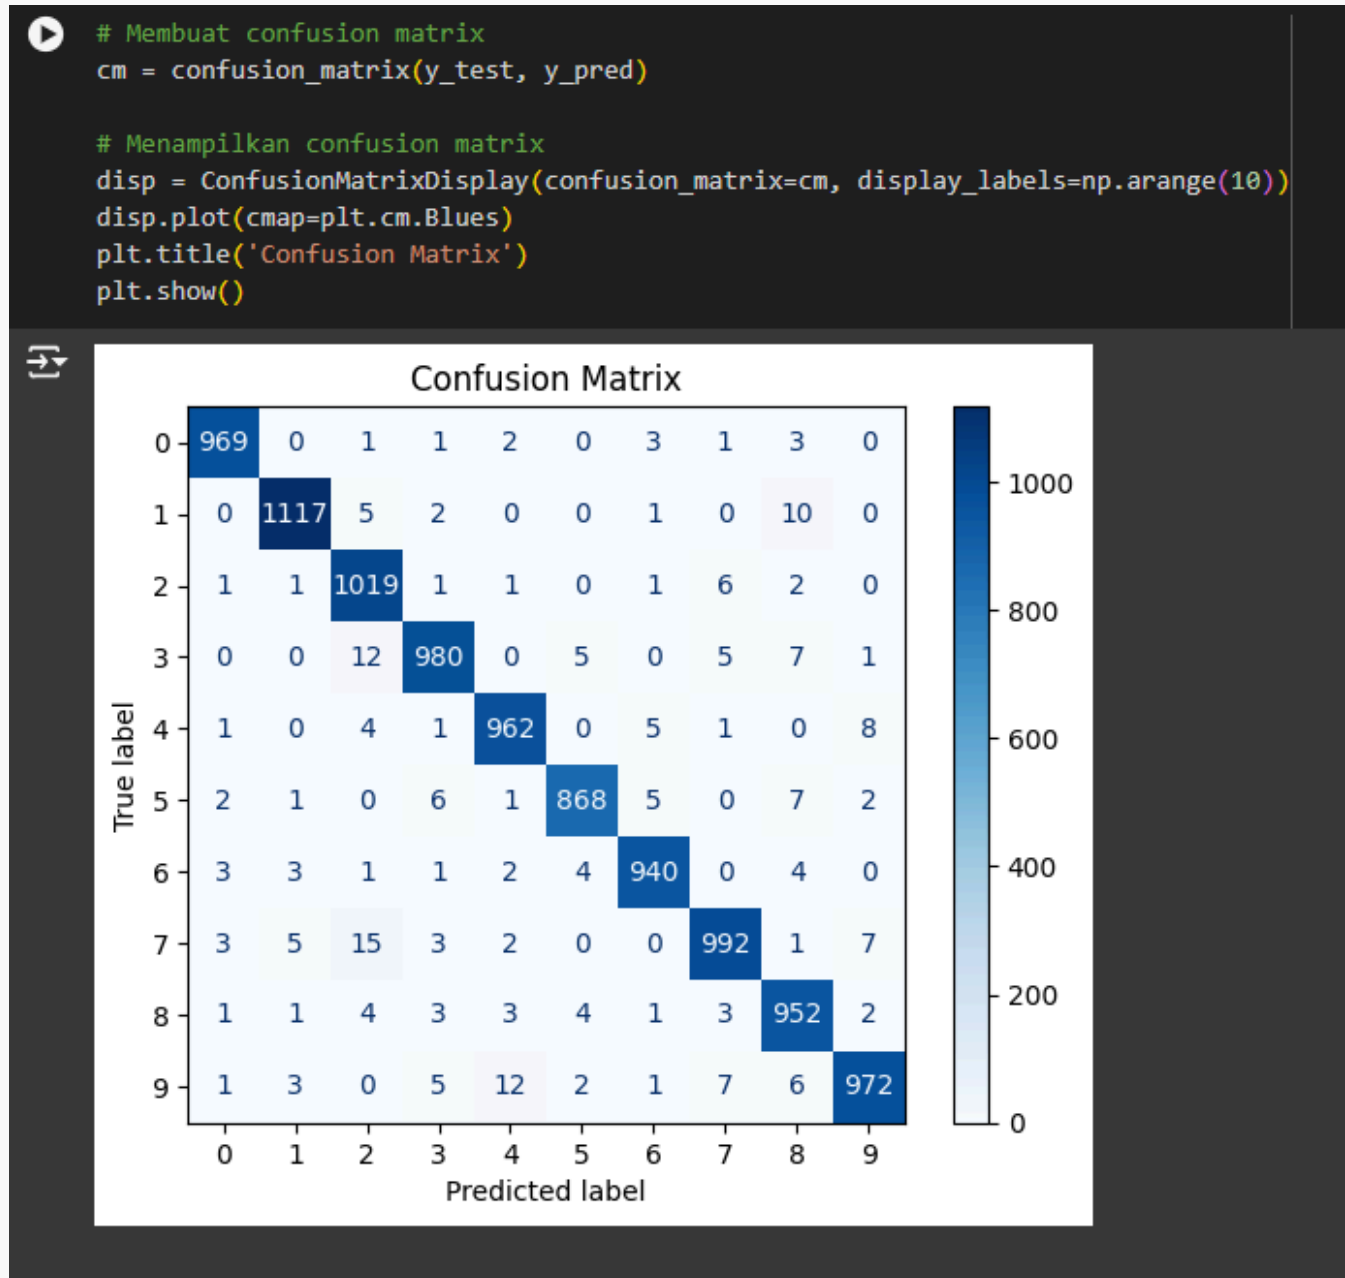 # Membuat confusion matrix
cm = confusion_matrix(y_test, y_pred)
# Menampilkan confusion matrix
disp = ConfusionMatrixDisplay(confusion_matrix=cm, display_labels=np.arange(10))
disp.plot(cmap=plt.cm.Blues)
plt.title('Confusion Matrix')
plt.show()
Confusion Matrix
0 969 0 1 1 2 0 3 1 3 0
1 0 1117 5 2 0 0 1 0 10 0
2 1 1 1019 1 1 0 1 6 2 0
3 0 0 12 980 0 5 0 5 7 1
4 1 0 4 1 962 0 5 1 0 8
5 2 1 0 6 1 868 5 0 7 2
6 3 3 1 1 2 4 940 0 4 0
7 3 5 15 3 2 0 0 992 1 7
8 1 1 4 3 3 4 1 3 952 2
9 1 3 0 5 12 2 1 7 6 972
0 1 2 3 4 5 6 7 8 9
Predicted label
True label
1000
800
600
400
200
0